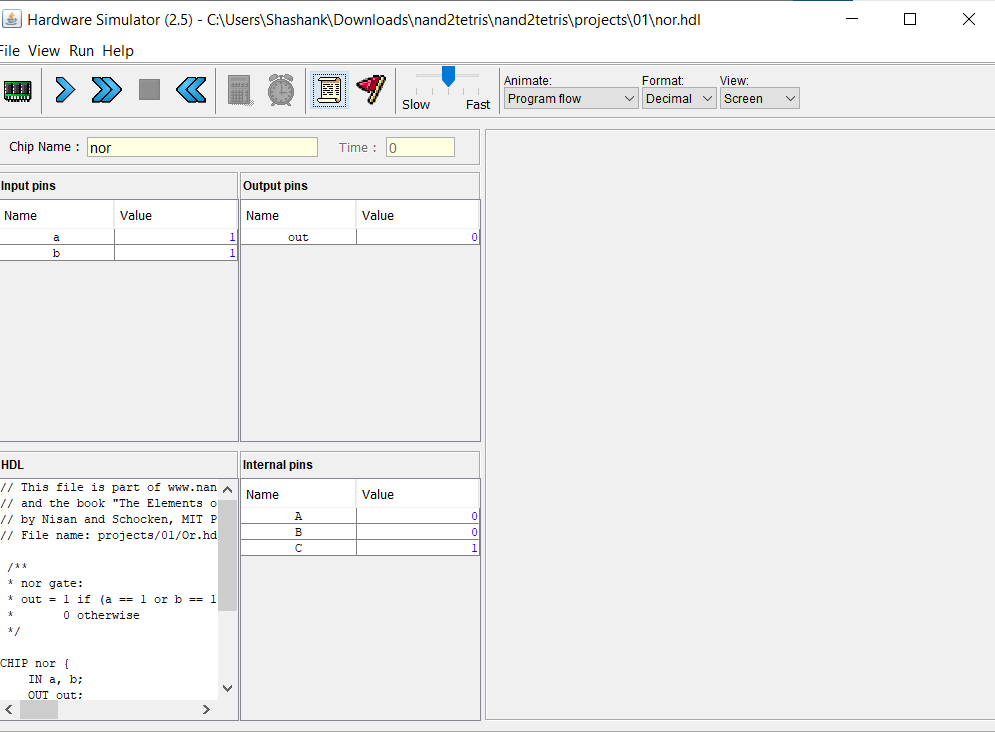 Hardware Simulator (2.5) - C:\Users\Shashank\Downloads\nand2tetris\nand2tetris\projects\01\nor.hdl
File View Run Help
Slow Fast
Animate: Format: View:
Program flow Decimal Screen
Chip Name : nor Time : 0
Input pins
Name Value
a 1
b 1
Output pins
Name Value
out 0
HDL
// This file is part of www.nan
// and the book "The Elements o
// by Nisan and Schocken, MIT P
// File name: projects/01/Or.hd
/**
* nor gate:
* out = 1 if (a == 1 or b == 1
* 0 otherwise
*/
CHIP nor {
IN a, b;
OUT out;
Internal pins
Name Value
A 0
B 0
C 1